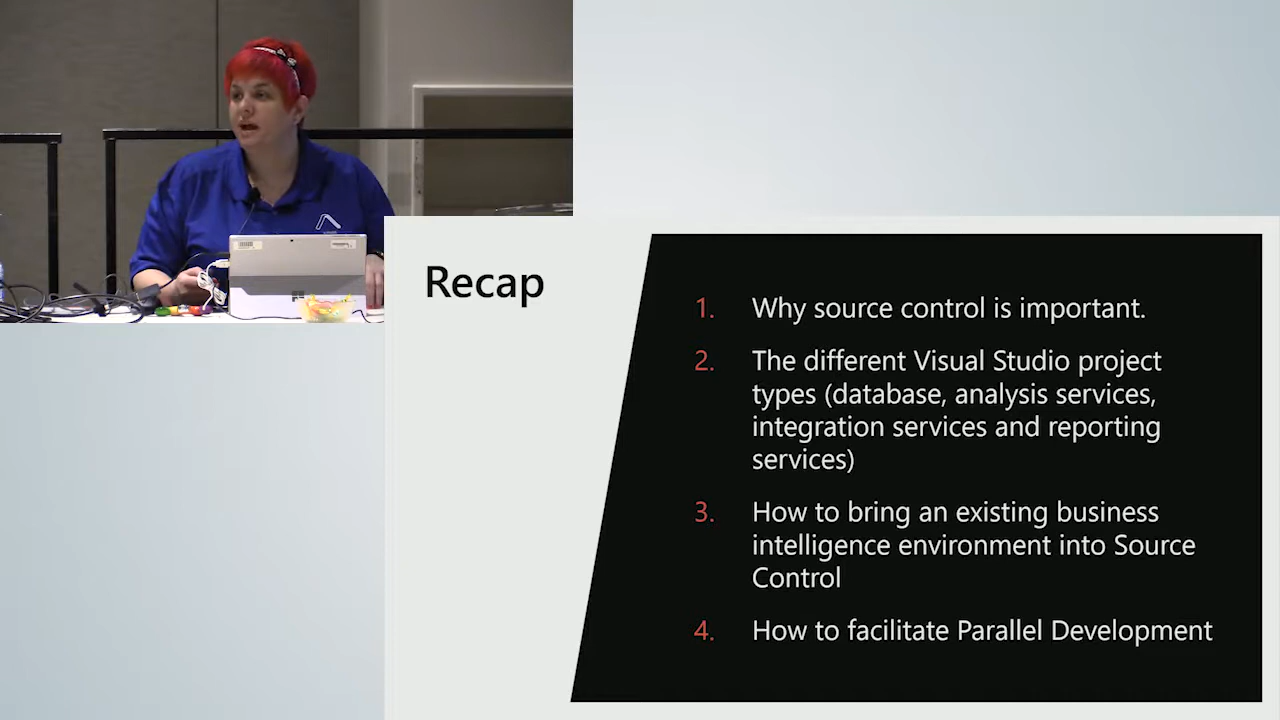 Recap
1. Why source control is important.
2. The different Visual Studio project
types (database, analysis services,
integration services and reporting
services)
3. How to bring an existing business
intelligence environment into Source
Control
4. How to facilitate Parallel Development